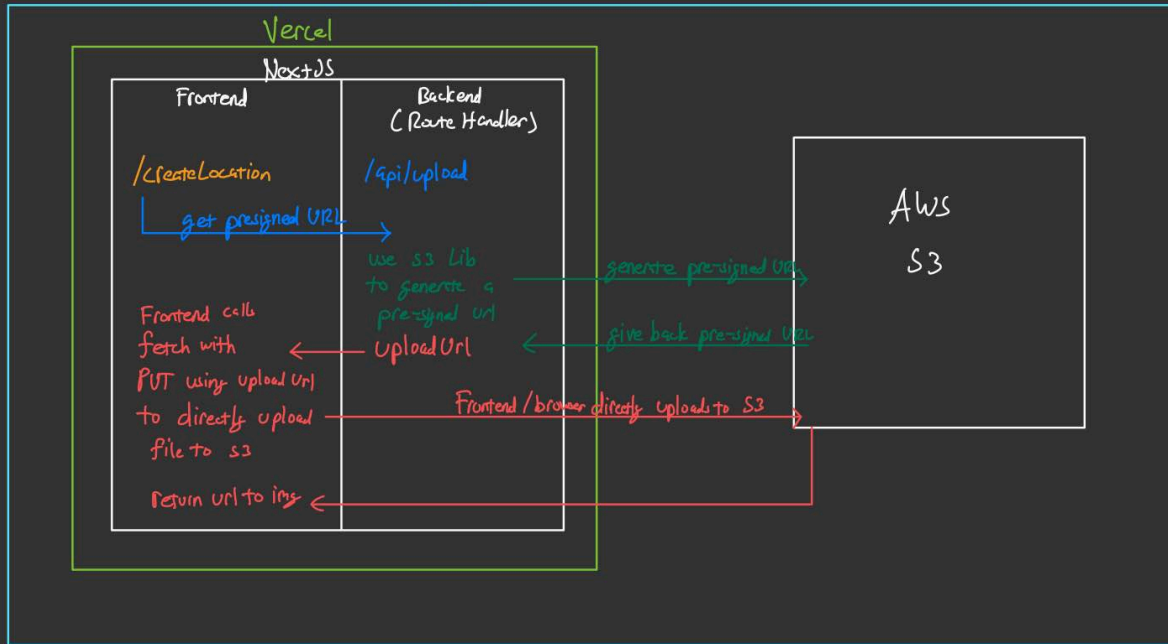 Vercel
NextJS
Frontend
Backend
(Route Handler)
/createLocation
/api/upload
get presigned URL
use S3 Lib
to generate a
pre-signed url
generate pre-signed URL
give back pre-signed URL
uploadUrl
Frontend calls
fetch with
PUT using uploadUrl
to directly upload
file to s3
Frontend/browser directly uploads to S3
return url to img
AWS
S3